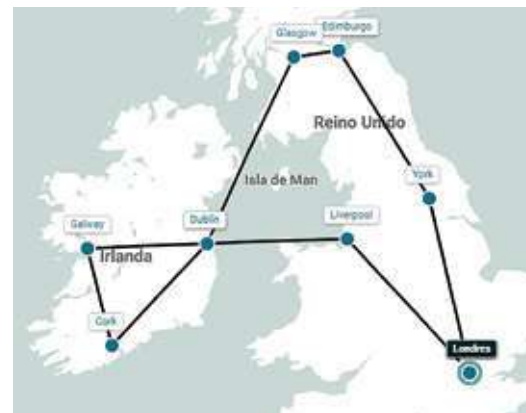 Edimburgo
Glasgow
Reino Unido
York
Isla de Man
Liverpool
Dublin
Galway
Irlanda
Cork
Londres